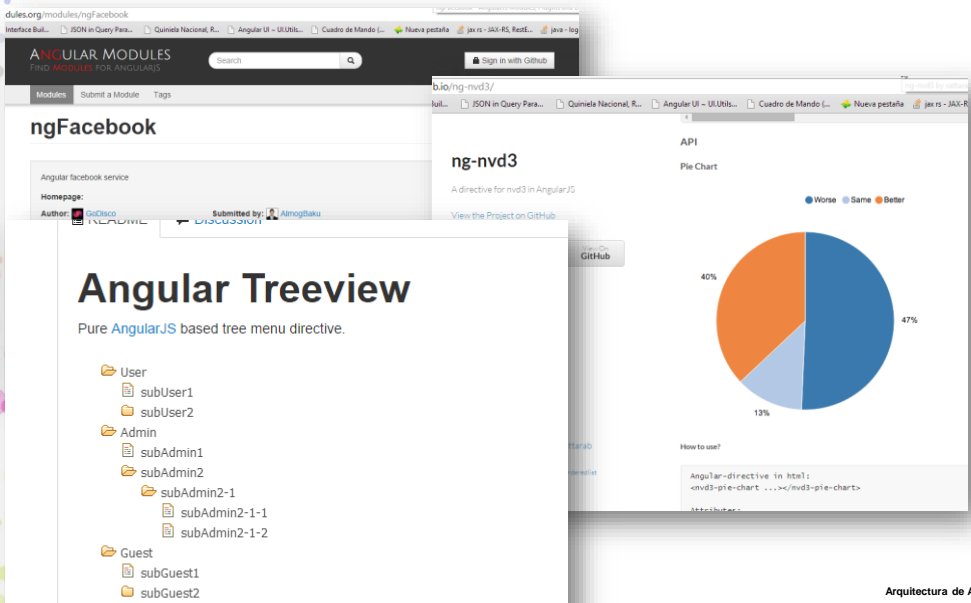 dules.org/modules/ngFacebook
Interface Buil... JSON in Query Para... Quiniela Nacional, R... Angular UI – UI.Utils... Cuadro de Mando (... Nueva pestaña jax rs - JAX-RS, RestE... java - log
ANGULAR MODULES
FIND MODULES FOR ANGULARJS
Search
Sign in with Github
Modules Submit a Module Tags
ngFacebook
Angular facebook service
Homepage:
Author: GoDisco Submitted by: AlmogBaku
b.io/ng-nvd3/
Buil... JSON in Query Para... Quiniela Nacional, R... Angular UI – UI.Utils... Cuadro de Mando (... Nueva pestaña jax rs - JAX-R
ng-nvd3
A directive for nvd3 in AngularJS
View the Project on GitHub
View On
GitHub
API
Pie Chart
Worse Same Better
40%
47%
13%
How to use?
Angular-directive in html:
<nvd3-pie-chart ...></nvd3-pie-chart>
Attributes:
README Discussion
Angular Treeview
Pure AngularJS based tree menu directive.
User
subUser1
subUser2
Admin
subAdmin1
subAdmin2
subAdmin2-1
subAdmin2-1-1
subAdmin2-1-2
Guest
subGuest1
subGuest2
Arquitectura de A